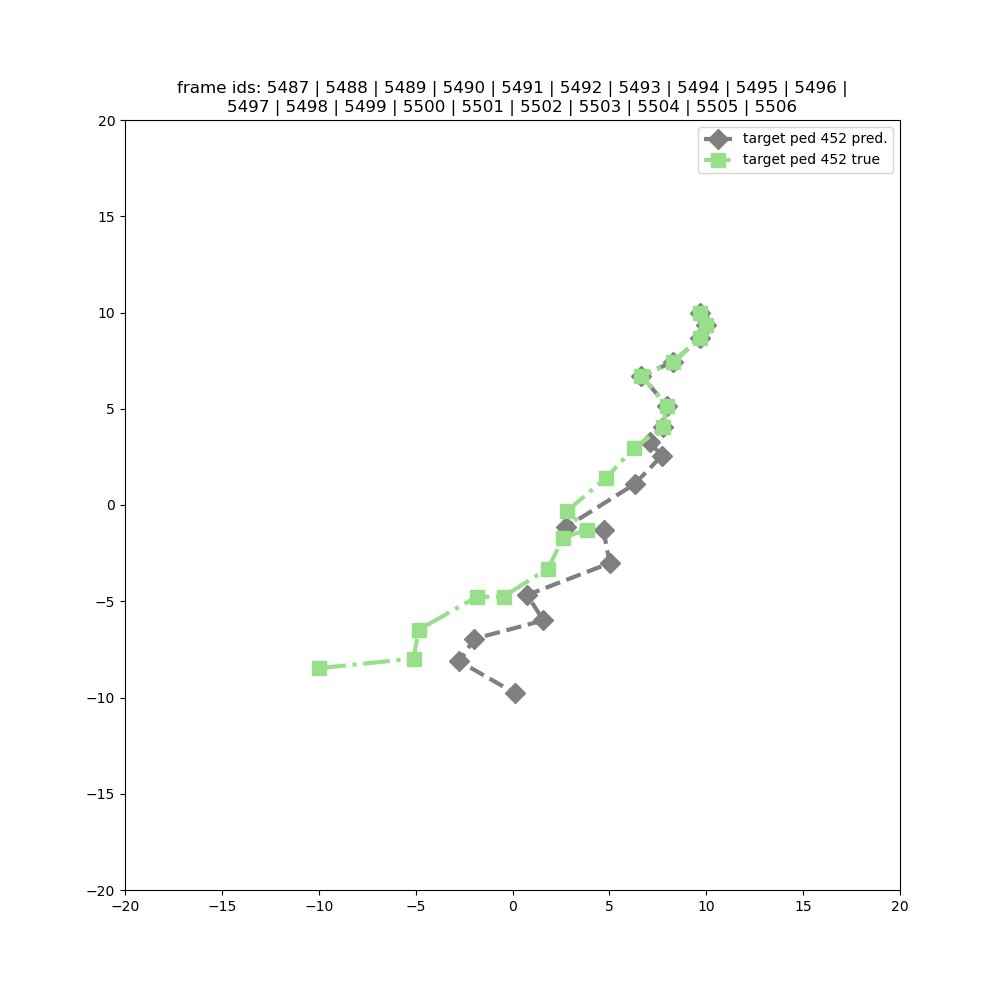 frame ids: 5487 | 5488 | 5489 | 5490 | 5491 | 5492 | 5493 | 5494 | 5495 | 5496 |
5497 | 5498 | 5499 | 5500 | 5501 | 5502 | 5503 | 5504 | 5505 | 5506
target ped 452 pred.
target ped 452 true
20
15
10
5
0
−5
−10
−15
−20
−20 −15 −10 −5 0 5 10 15 20